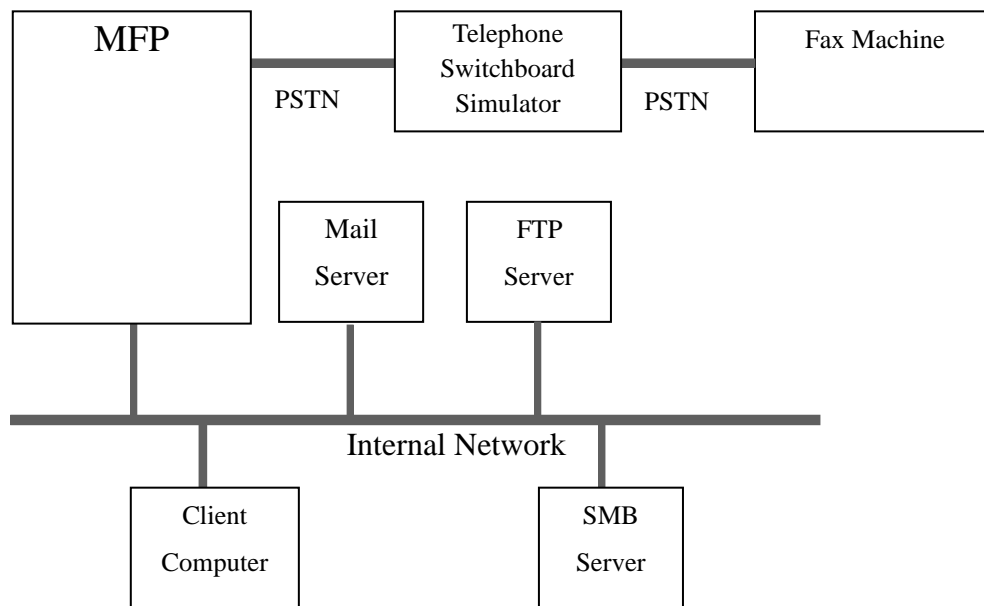 MFP
Telephone
Switchboard
Simulator
Fax Machine
PSTN
PSTN
Mail
Server
FTP
Server
Internal Network
Client
Computer
SMB
Server